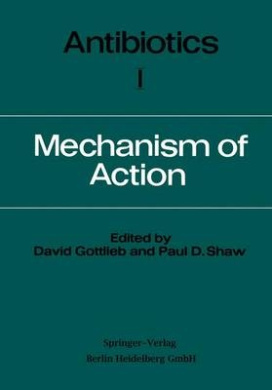 Antibiotics
I
Mechanism of
Action
Edited by
David Gottlieb and Paul D. Shaw
Springer-Verlag
Berlin Heidelberg GmbH